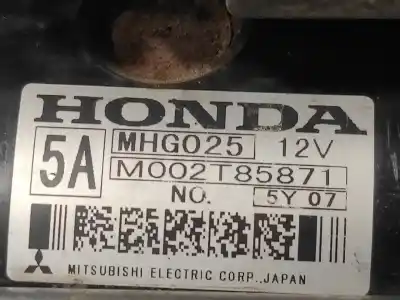 HONDA
5A MHG025 12V
M002T85871
NO. 5Y 07
MITSUBISHI ELECTRIC CORP.,JAPAN